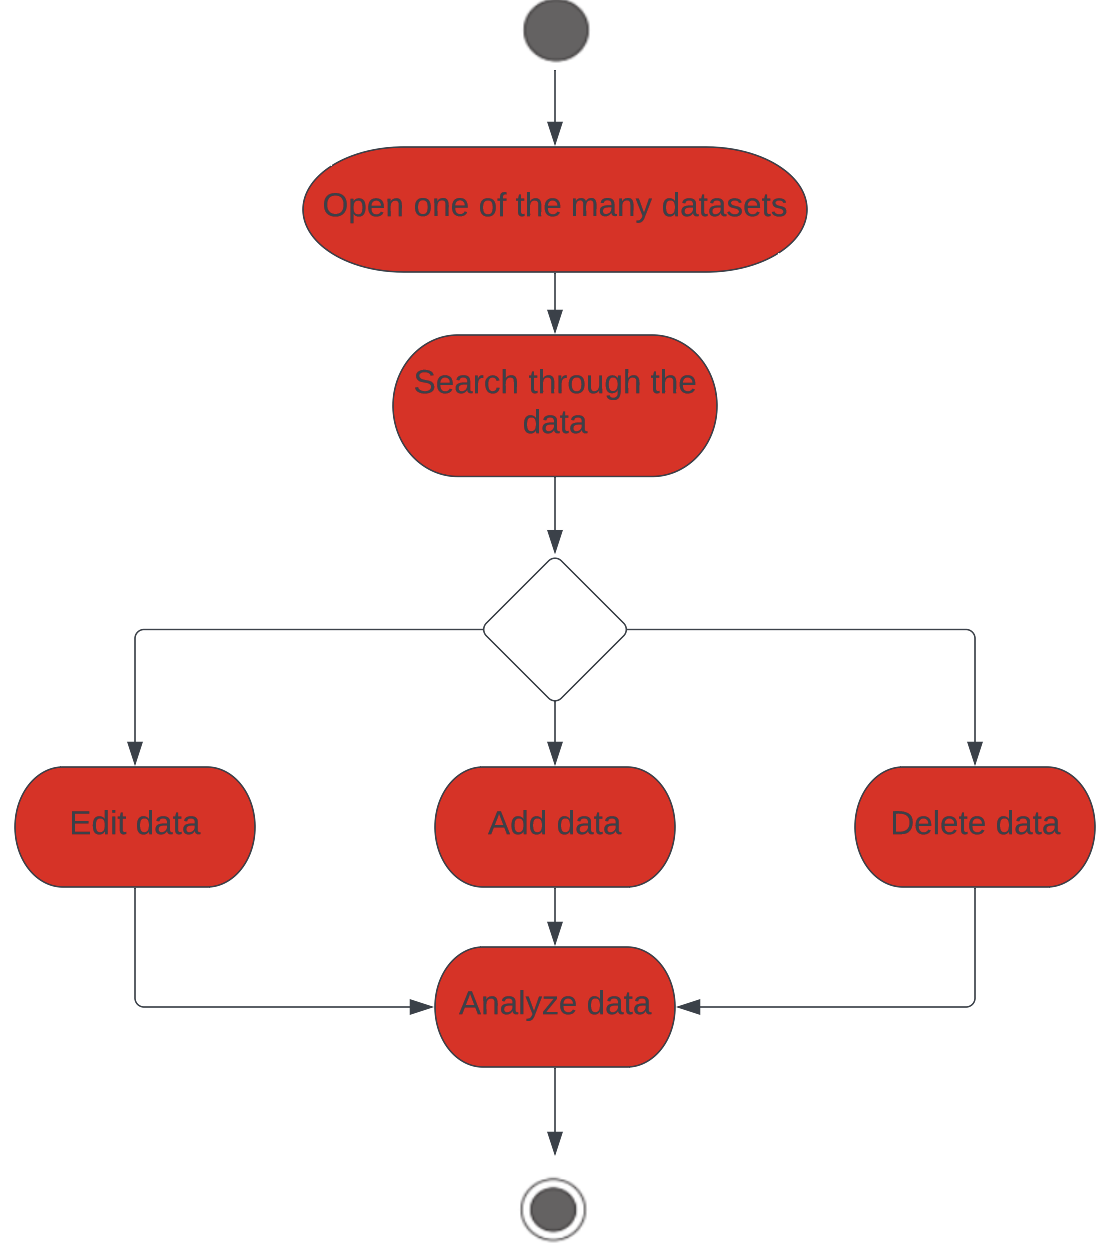 Open one of the many datasets
Search through the
data
Edit data
Add data
Delete data
Analyze data